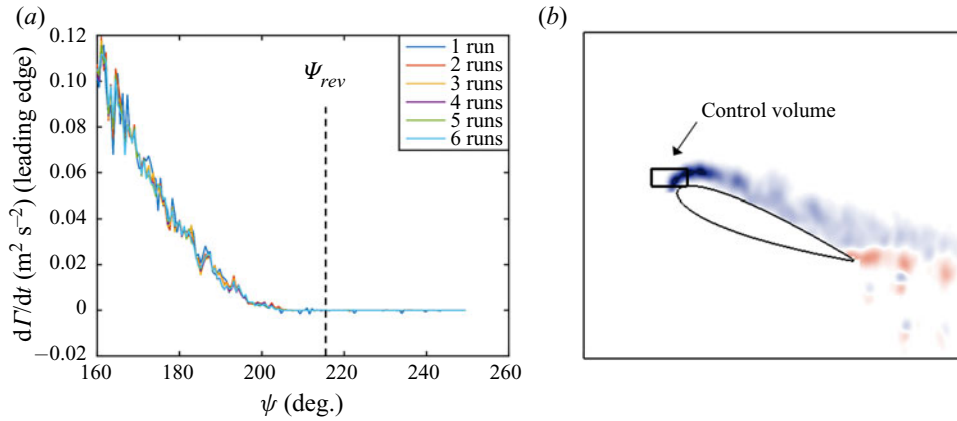 (a)
(b)
0.12
0.10
0.08
0.06
0.04
0.02
0
−0.02
dΓ/dt (m² s⁻²) (leading edge)
160
180
200
220
240
260
ψ (deg.)
Ψrev
1 run
2 runs
3 runs
4 runs
5 runs
6 runs
Control volume